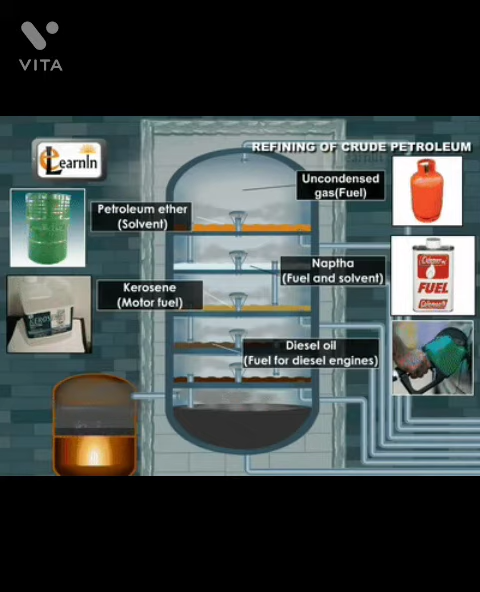 VITA
LearnIn
REFINING OF CRUDE PETROLEUM
Uncondensed
gas(Fuel)
Petroleum ether
(Solvent)
Naptha
(Fuel and solvent)
Kerosene
(Motor fuel)
Coleman
FUEL
Diesel oil
(Fuel for diesel engines)